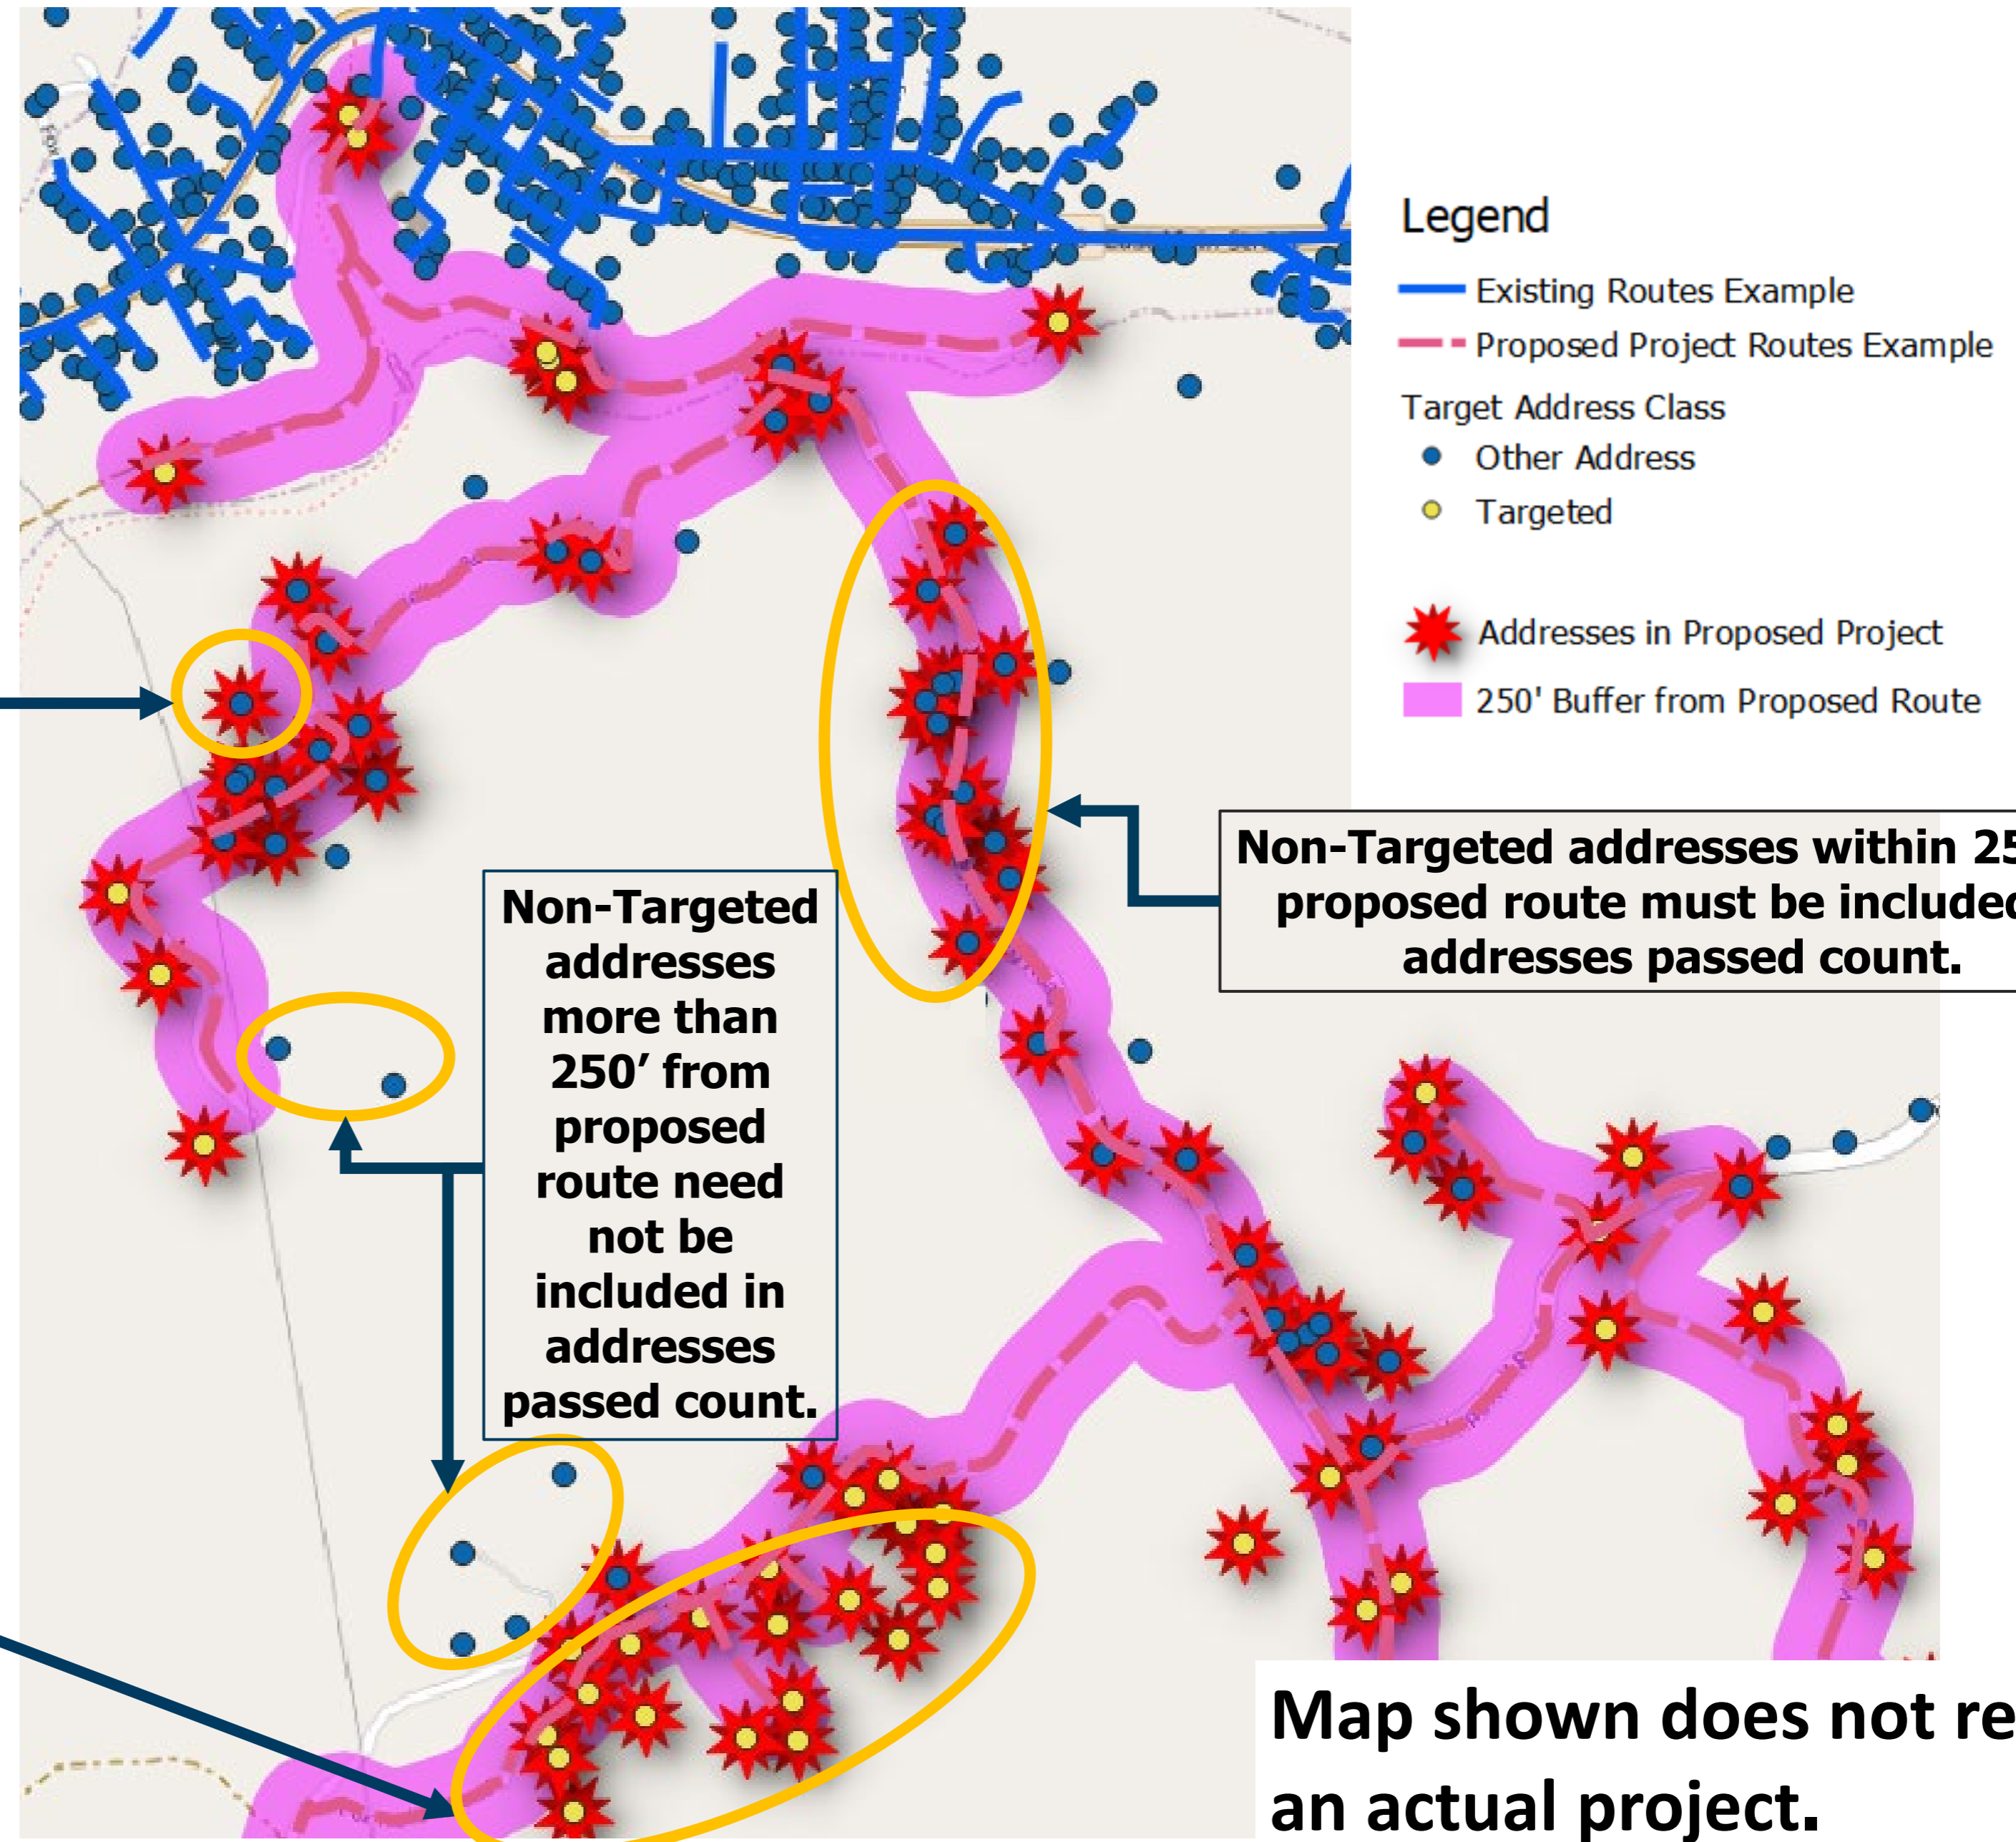 Legend
Existing Routes Example
Proposed Project Routes Example
Target Address Class
Other Address
Targeted
Addresses in Proposed Project
250' Buffer from Proposed Route
Non-Targeted addresses within 25
proposed route must be included
addresses passed count.
Non-Targeted
addresses
more than
250’ from
proposed
route need
not be
included in
addresses
passed count.
Map shown does not re
an actual project.